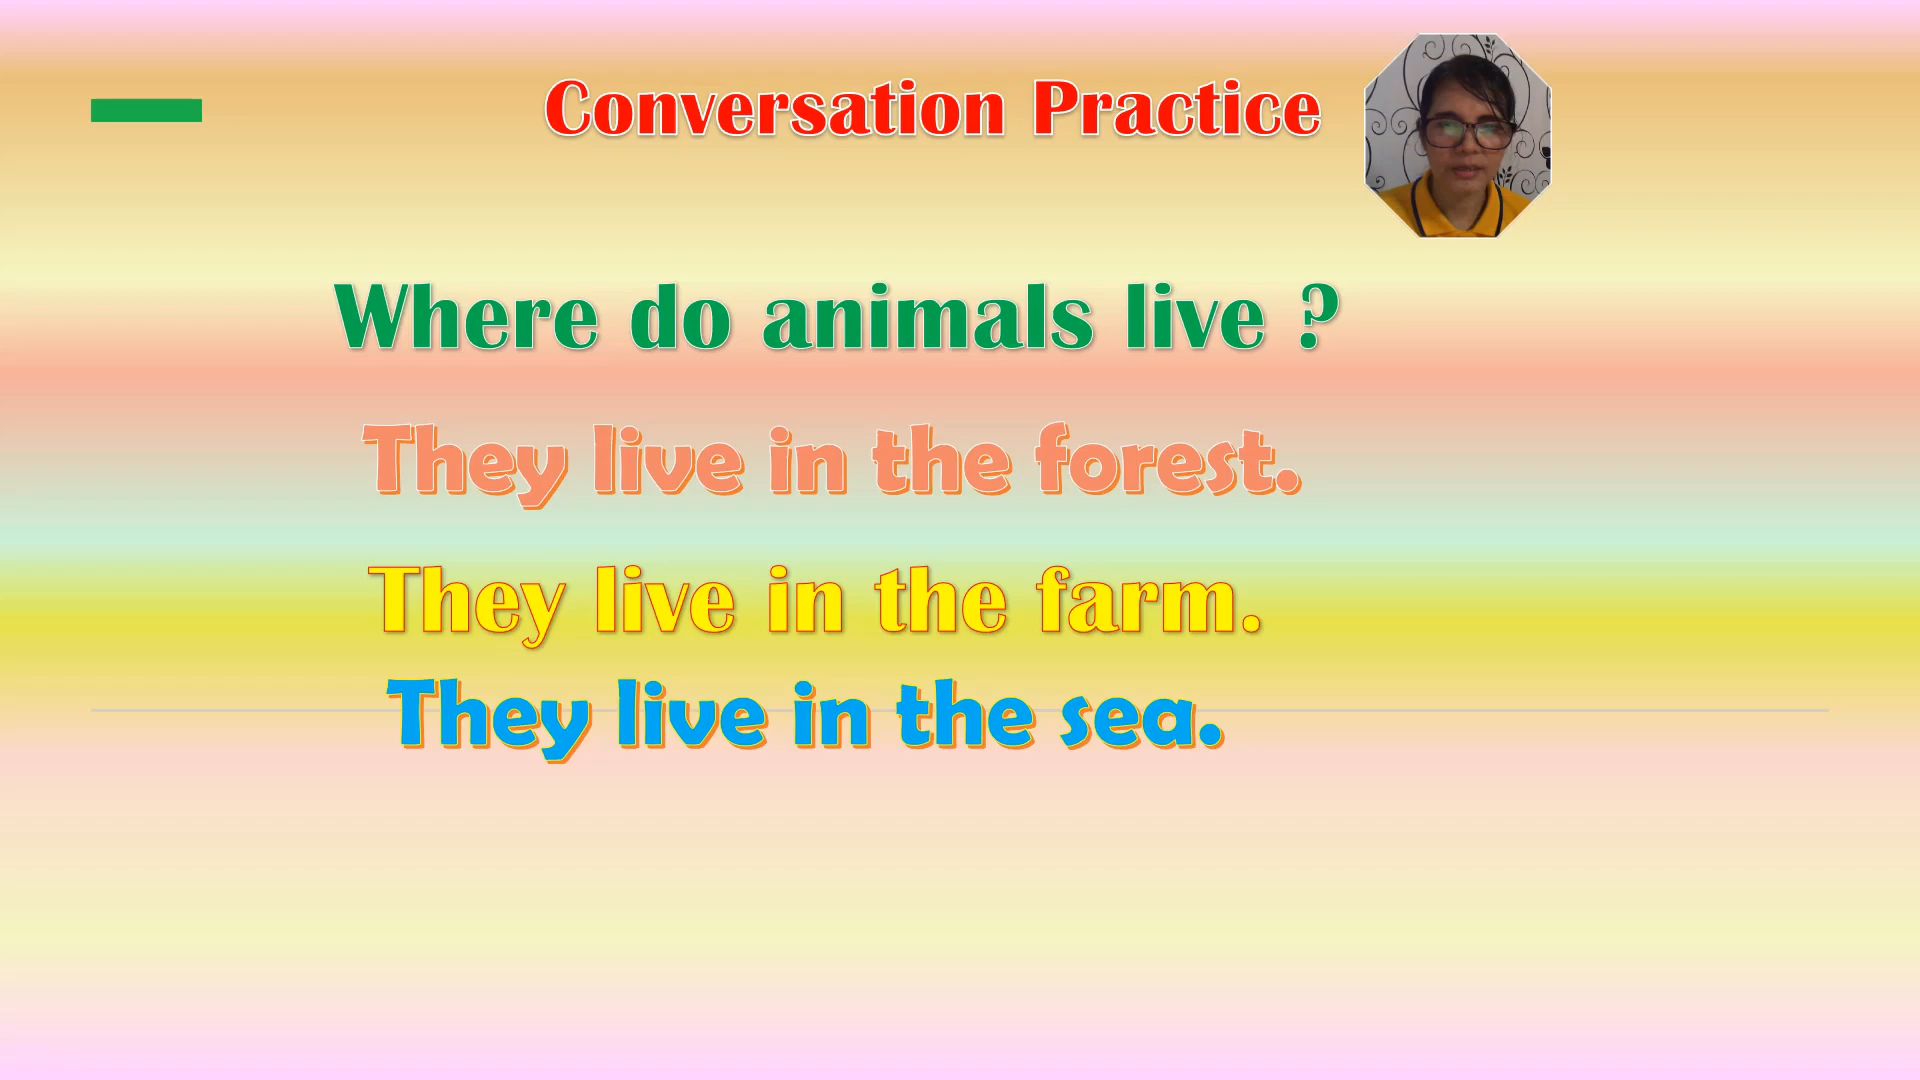 Conversation Practice
Where do animals live ?
They live in the forest.
They live in the farm.
They live in the sea.